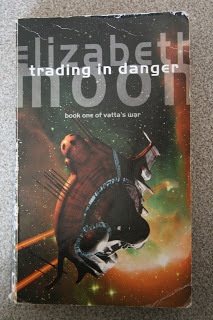 elizabeth
trading in danger
moon
book one of vatta's war